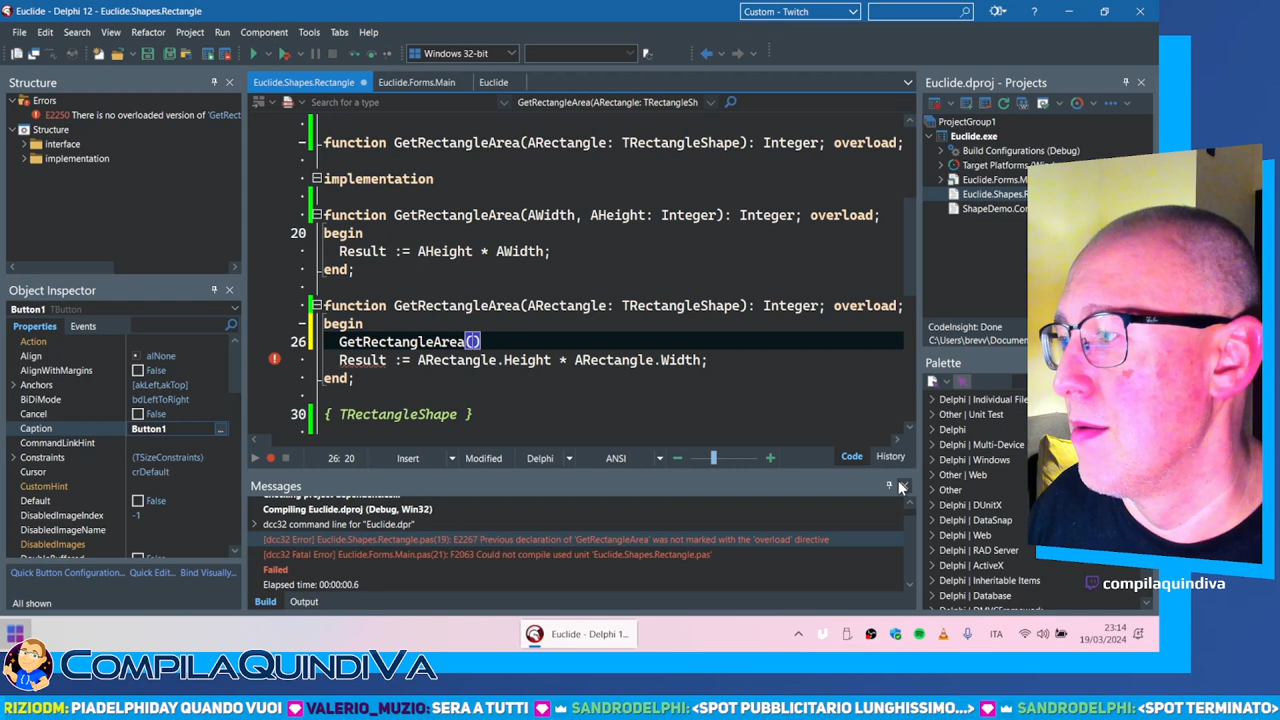 Euclide - Delphi 12 - Euclide.Shapes.Rectangle
Custom - Twitch
File Edit Search View Refactor Project Run Component Tools Tabs Help
Windows 32-bit
Structure
Errors
E2250 There is no overloaded version of 'GetRect
Structure
interface
implementation
Object Inspector
Button1 TButton
Properties Events
Action
Align alNone
AlignWithMargins False
Anchors [akLeft,akTop]
BiDiMode bdLeftToRight
Cancel False
Caption Button1 ...
CommandLinkHint
Constraints (TSizeConstraints)
Cursor crDefault
CustomHint
Default False
DisabledImageIndex -1
DisabledImageName
DisabledImages
DoubleBuffered False
Quick Button Configuration... Quick Edit... Bind Visually...
All shown
Euclide.Shapes.Rectangle Euclide.Forms.Main Euclide
Search for a type
GetRectangleArea(ARectangle: TRectangleSh
function GetRectangleArea(ARectangle: TRectangleShape): Integer; overload;
implementation
function GetRectangleArea(AWidth, AHeight: Integer): Integer; overload;
20 begin
Result := AHeight * AWidth;
end;
function GetRectangleArea(ARectangle: TRectangleShape): Integer; overload;
begin
26 GetRectangleArea()
Result := ARectangle.Height * ARectangle.Width;
end;
30 { TRectangleShape }
26: 20 Insert Modified Delphi ANSI
Code History
Messages
Checking project dependencies...
Compiling Euclide.dproj (Debug, Win32)
dcc32 command line for "Euclide.dpr"
[dcc32 Error] Euclide.Shapes.Rectangle.pas(19): E2267 Previous declaration of 'GetRectangleArea' was not marked with the 'overload' directive
[dcc32 Fatal Error] Euclide.Forms.Main.pas(21): F2063 Could not compile used unit 'Euclide.Shapes.Rectangle.pas'
Failed
Elapsed time: 00:00:00.6
Build Output
Euclide.dproj - Projects
ProjectGroup1
Euclide.exe
Build Configurations (Debug)
Target Platforms (Win
Euclide.Forms.M
Euclide.Shapes.R
ShapeDemo.Co
CodeInsight: Done
C:\Users\brevv\Documents
Palette
Delphi | Individual File
Other | Unit Test
Delphi
Delphi | Multi-Device
Delphi | Windows
Other | Web
Other
Delphi | DUnitX
Delphi | DataSnap
Delphi | Web
Delphi | RAD Server
Delphi | ActiveX
Delphi | Inheritable Items
Delphi | Database
compilaquindiva
Euclide - Delphi 1...
ITA
23:14
19/03/2024
COMPILAQUINDIVA
RIZIODM: PIADELPHIDAY QUANDO VUOI VALERIO_MUZIO: SERA A TUTTI SANDRODELPHI: <SPOT PUBBLICITARIO LUNGHISSIMO...> SANDRODELPHI: <SPOT TERMINATO>